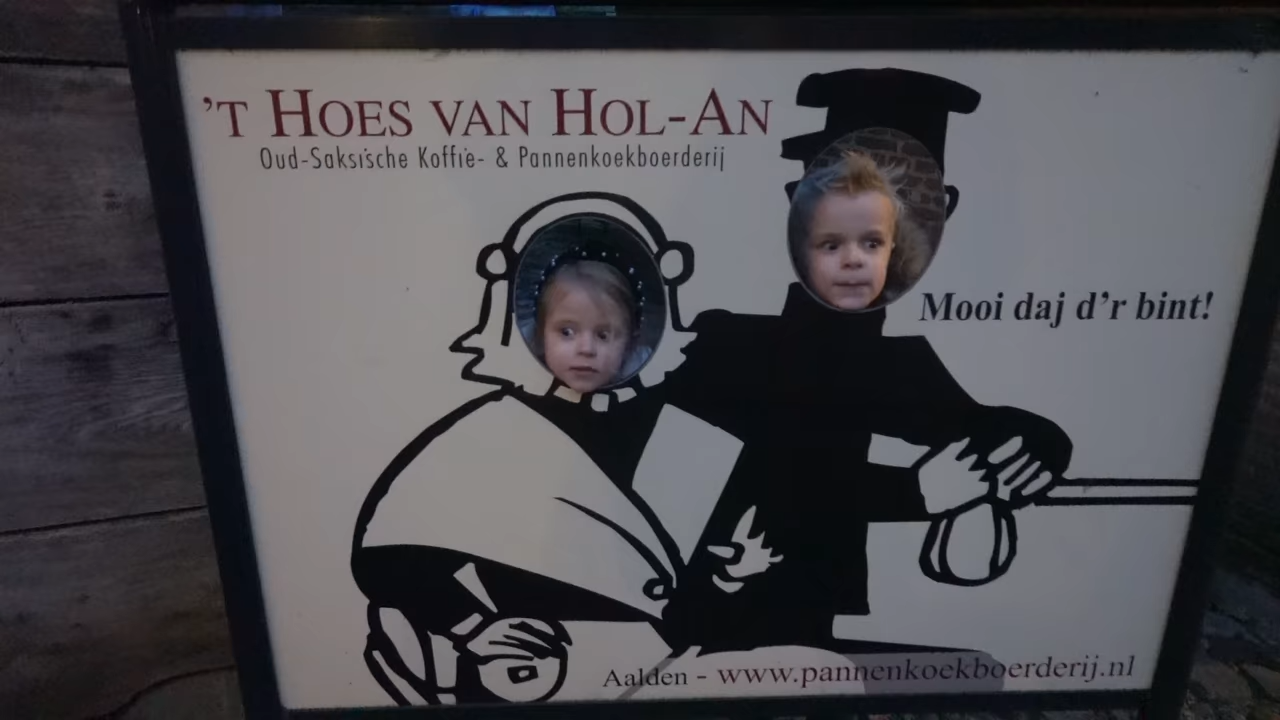 'T HOES VAN HOL-AN
Oud-Saksische Koffie- & Pannenkoekboerderij
Mooi daj d'r bint!
Aalden - www.pannenkoekboerderij.nl